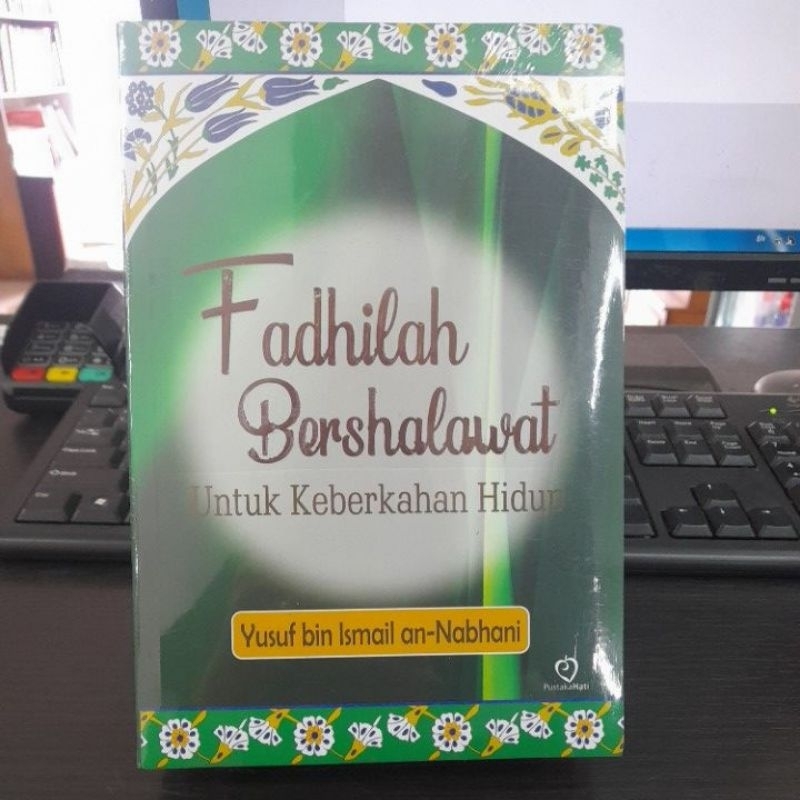 Fadhilah
Bershalawat
Untuk Keberkahan Hidup
Yusuf bin Ismail an-Nabhani
PustakaHati